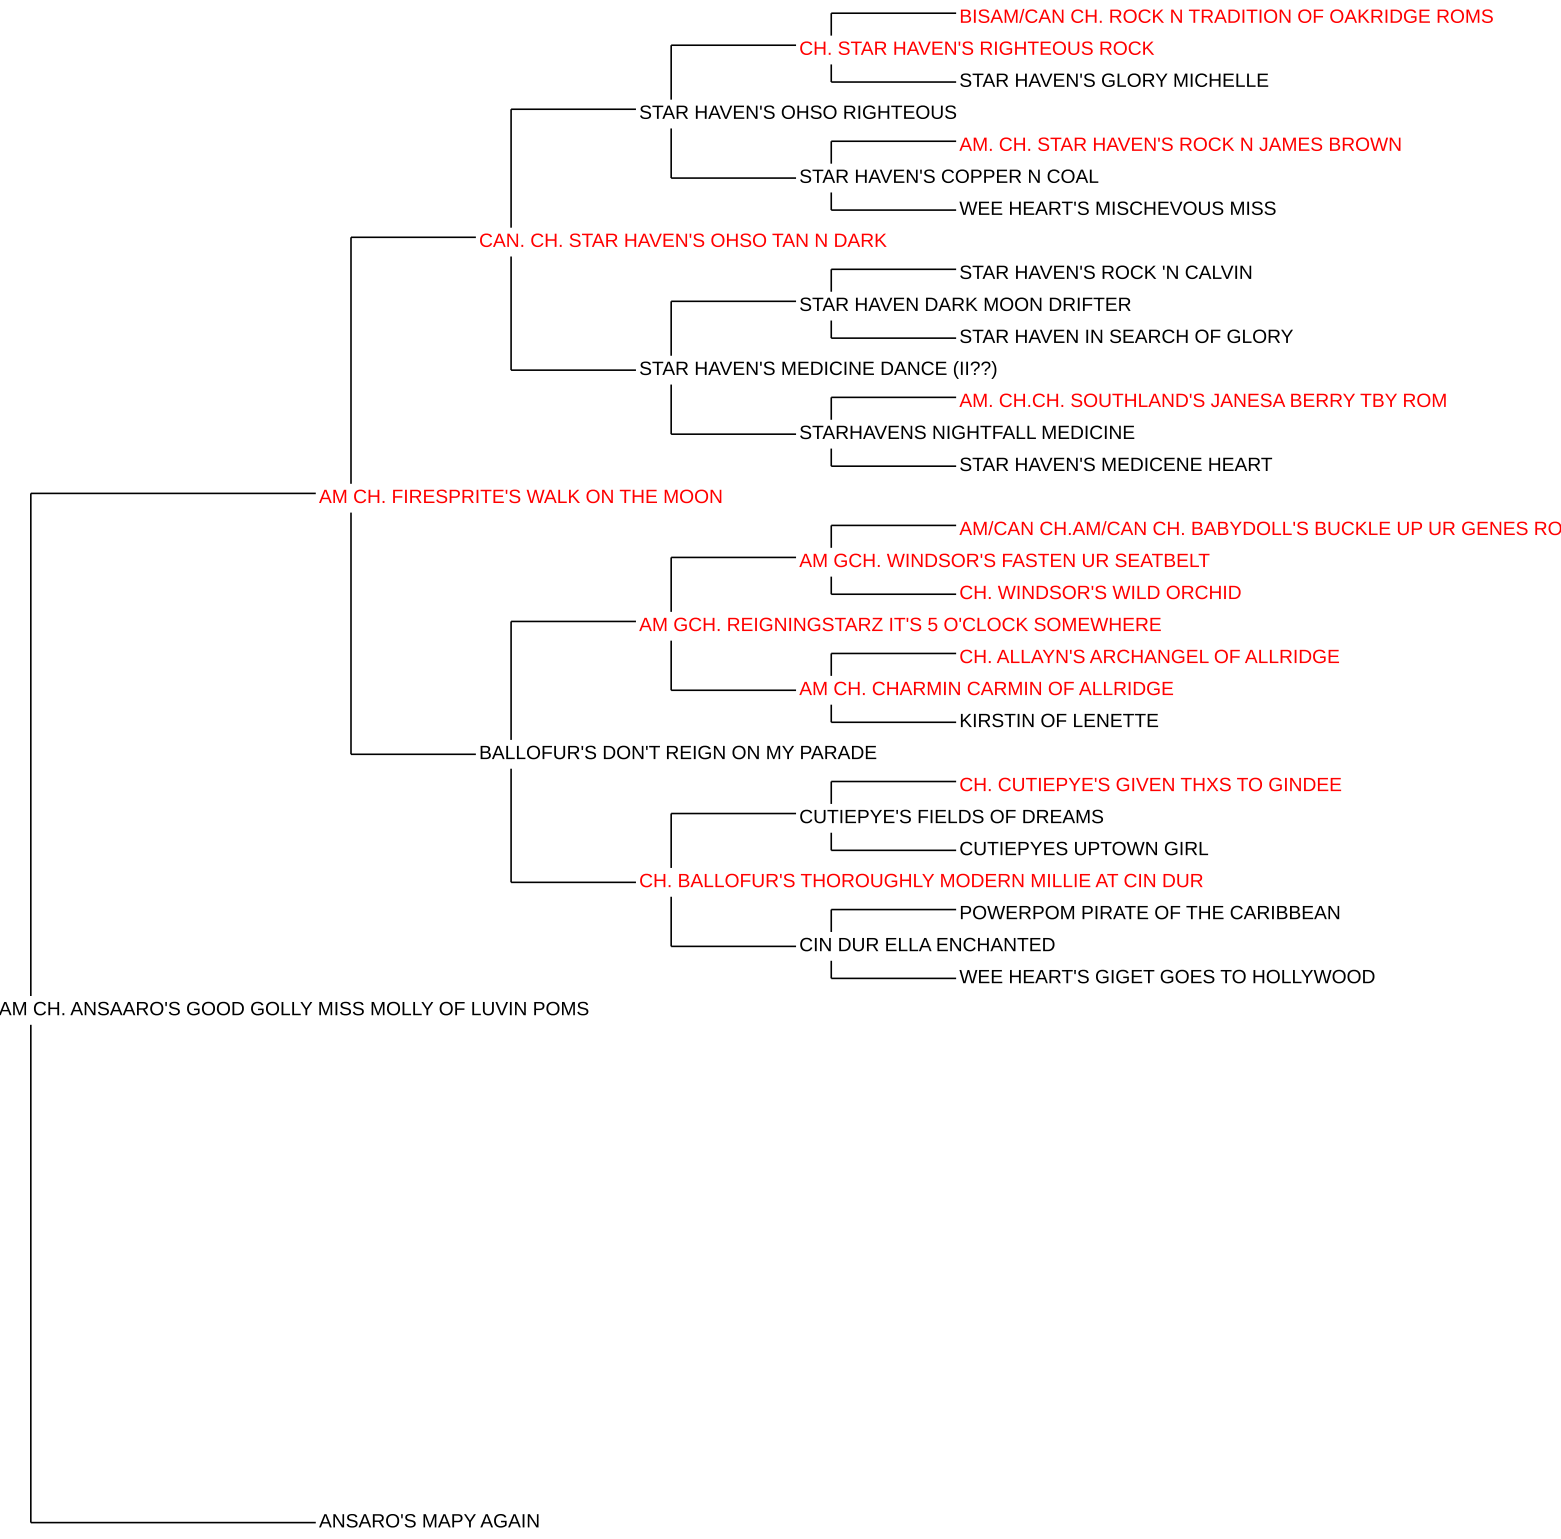 BISAM/CAN CH. ROCK N TRADITION OF OAKRIDGE ROMS
CH. STAR HAVEN'S RIGHTEOUS ROCK
STAR HAVEN'S GLORY MICHELLE
STAR HAVEN'S OHSO RIGHTEOUS
AM. CH. STAR HAVEN'S ROCK N JAMES BROWN
STAR HAVEN'S COPPER N COAL
WEE HEART'S MISCHEVOUS MISS
CAN. CH. STAR HAVEN'S OHSO TAN N DARK
STAR HAVEN'S ROCK 'N CALVIN
STAR HAVEN DARK MOON DRIFTER
STAR HAVEN IN SEARCH OF GLORY
STAR HAVEN'S MEDICINE DANCE (II??)
AM. CH.CH. SOUTHLAND'S JANESA BERRY TBY ROM
STARHAVENS NIGHTFALL MEDICINE
STAR HAVEN'S MEDICENE HEART
AM CH. FIRESPRITE'S WALK ON THE MOON
AM/CAN CH.AM/CAN CH. BABYDOLL'S BUCKLE UP UR GENES RO
AM GCH. WINDSOR'S FASTEN UR SEATBELT
CH. WINDSOR'S WILD ORCHID
AM GCH. REIGNINGSTARZ IT'S 5 O'CLOCK SOMEWHERE
CH. ALLAYN'S ARCHANGEL OF ALLRIDGE
AM CH. CHARMIN CARMIN OF ALLRIDGE
KIRSTIN OF LENETTE
BALLOFUR'S DON'T REIGN ON MY PARADE
CH. CUTIEPYE'S GIVEN THXS TO GINDEE
CUTIEPYE'S FIELDS OF DREAMS
CUTIEPYES UPTOWN GIRL
CH. BALLOFUR'S THOROUGHLY MODERN MILLIE AT CIN DUR
POWERPOM PIRATE OF THE CARIBBEAN
CIN DUR ELLA ENCHANTED
WEE HEART'S GIGET GOES TO HOLLYWOOD
AM CH. ANSAARO'S GOOD GOLLY MISS MOLLY OF LUVIN POMS
ANSARO'S MAPY AGAIN